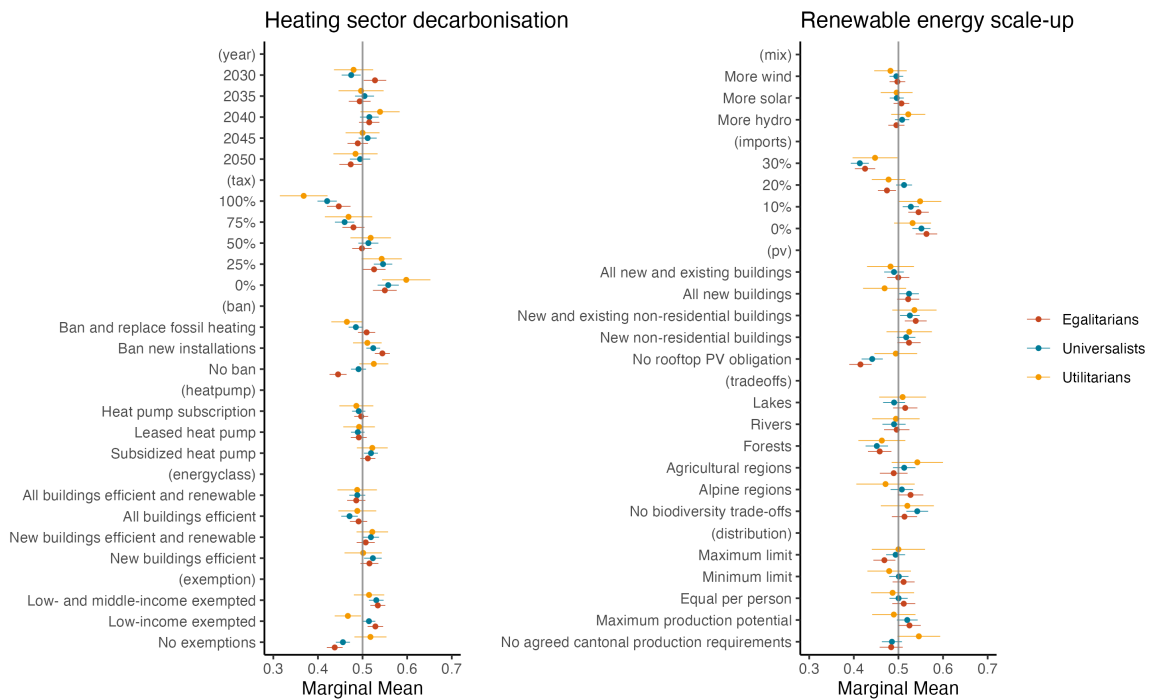 Heating sector decarbonisation
(year)
2030
2035
2040
2045
2050
(tax)
100%
75%
50%
25%
0%
(ban)
Ban and replace fossil heating
Ban new installations
No ban
(heatpump)
Heat pump subscription
Leased heat pump
Subsidized heat pump
(energyclass)
All buildings efficient and renewable
All buildings efficient
New buildings efficient and renewable
New buildings efficient
(exemption)
Low- and middle-income exempted
Low-income exempted
No exemptions
0.3 0.4 0.5 0.6 0.7
Marginal Mean
Renewable energy scale-up
(mix)
More wind
More solar
More hydro
(imports)
30%
20%
10%
0%
(pv)
All new and existing buildings
All new buildings
New and existing non-residential buildings
New non-residential buildings
No rooftop PV obligation
(tradeoffs)
Lakes
Rivers
Forests
Agricultural regions
Alpine regions
No biodiversity trade-offs
(distribution)
Maximum limit
Minimum limit
Equal per person
Maximum production potential
No agreed cantonal production requirements
0.3 0.4 0.5 0.6 0.7
Marginal Mean
Egalitarians
Universalists
Utilitarians